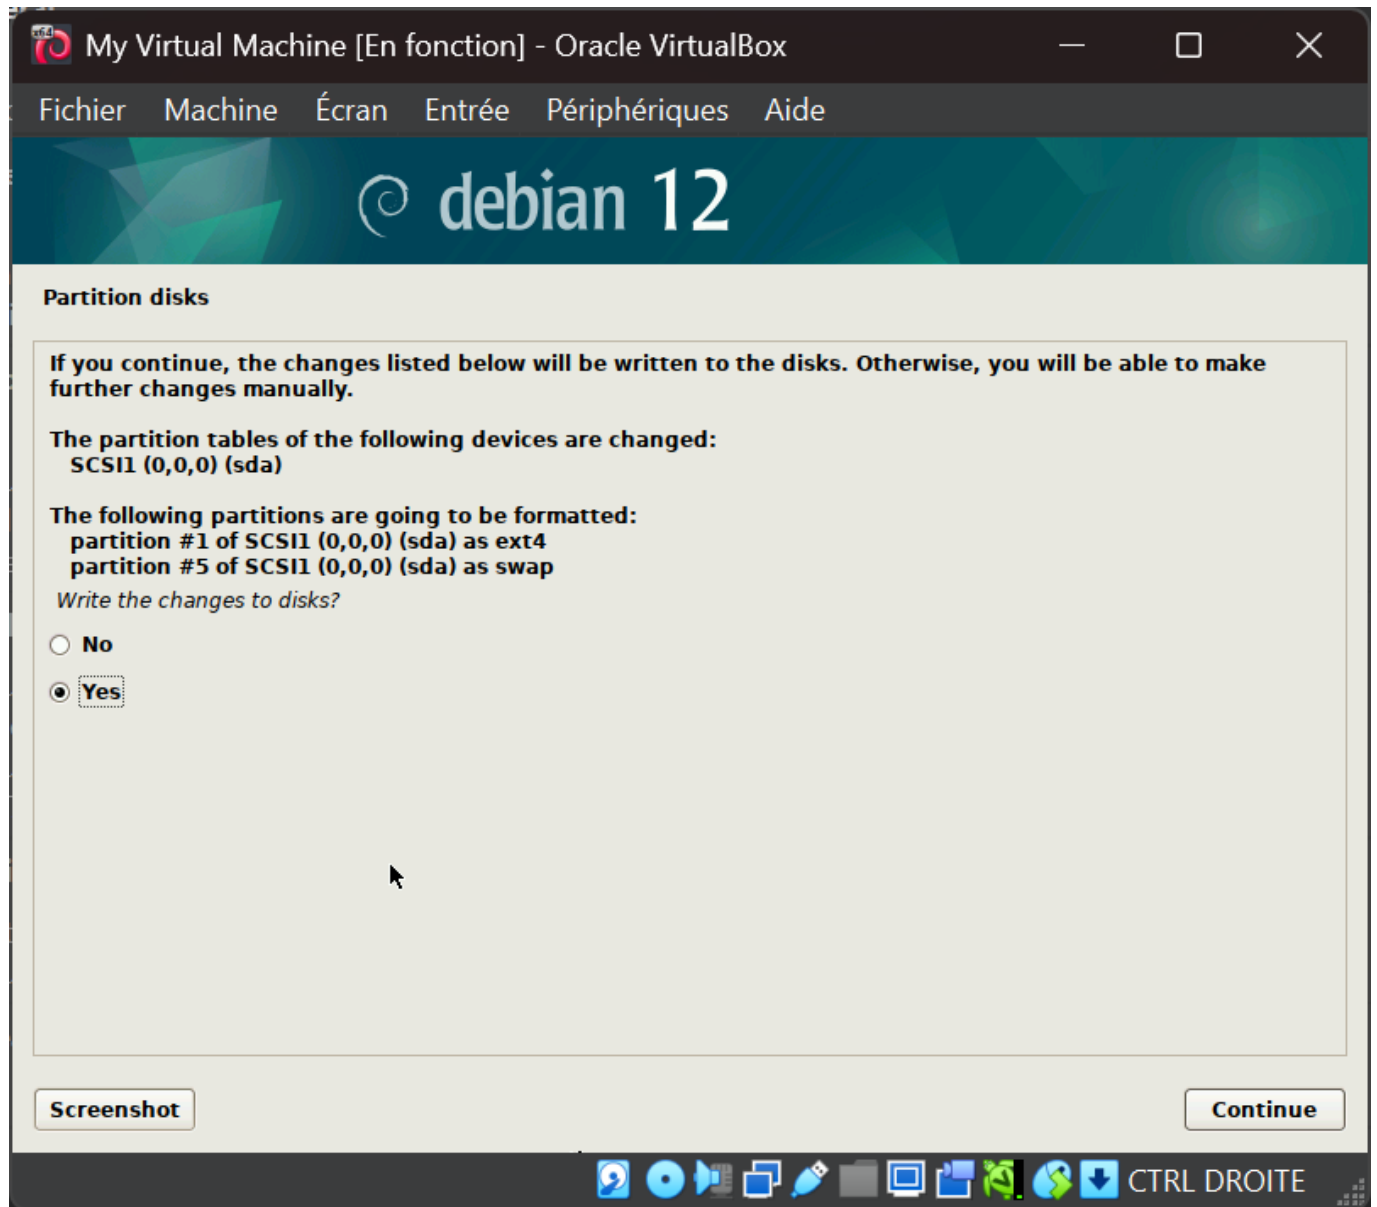 x64
My Virtual Machine [En fonction] - Oracle VirtualBox
Fichier Machine Écran Entrée Périphériques Aide
debian 12
Partition disks
If you continue, the changes listed below will be written to the disks. Otherwise, you will be able to make
further changes manually.
The partition tables of the following devices are changed:
SCSI1 (0,0,0) (sda)
The following partitions are going to be formatted:
partition #1 of SCSI1 (0,0,0) (sda) as ext4
partition #5 of SCSI1 (0,0,0) (sda) as swap
Write the changes to disks?
No
Yes
Screenshot
Continue
CTRL DROITE